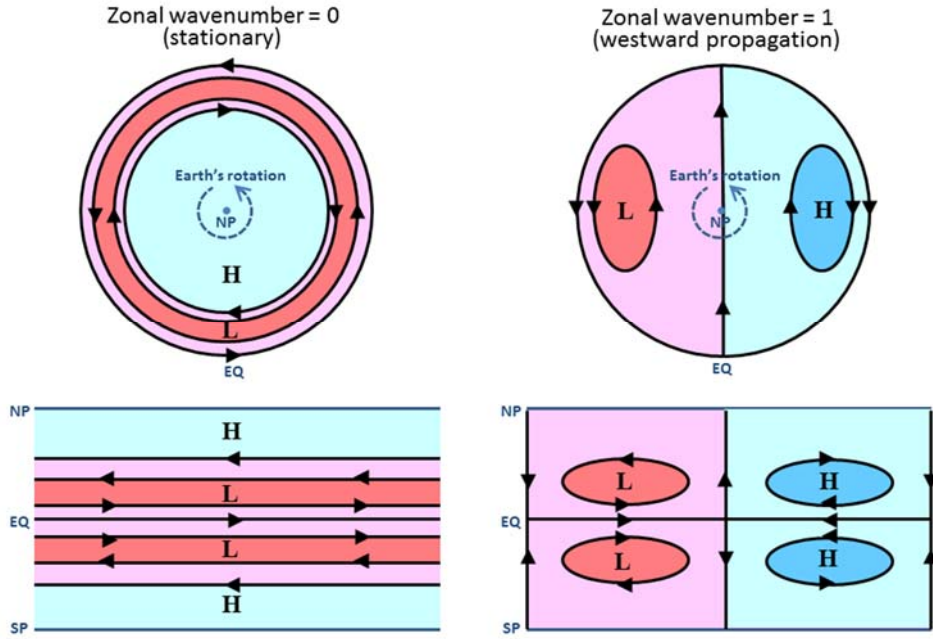 Zonal wavenumber = 0
(stationary)
Earth's rotation
NP
H
L
EQ
Zonal wavenumber = 1
(westward propagation)
Earth's rotation
L
NP
H
EQ
NP
H
L
EQ
L
H
SP
NP
L
H
EQ
L
H
SP